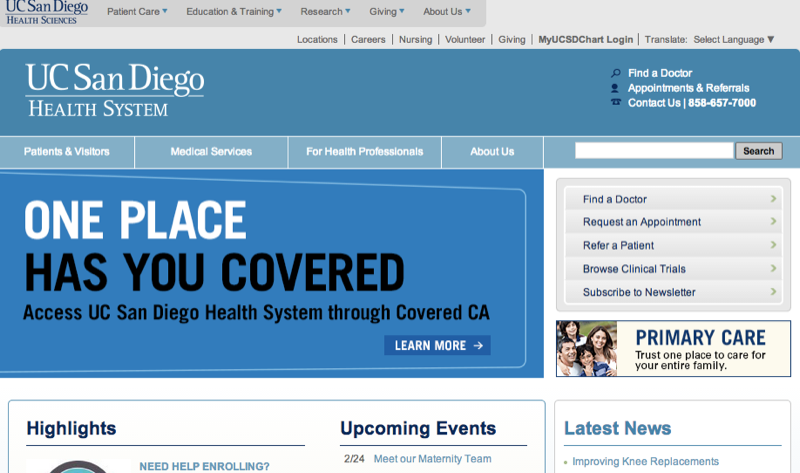 UC San Diego
HEALTH SCIENCES
Patient Care Education & Training Research Giving About Us
Locations | Careers | Nursing | Volunteer | Giving | MyUCSDChart Login | Translate: Select Language ▼
UC San Diego
HEALTH SYSTEM
Find a Doctor
Appointments & Referrals
Contact Us | 858-657-7000
Patients & Visitors Medical Services For Health Professionals About Us Search
ONE PLACE
HAS YOU COVERED
Access UC San Diego Health System through Covered CA
LEARN MORE →
Find a Doctor
Request an Appointment
Refer a Patient
Browse Clinical Trials
Subscribe to Newsletter
PRIMARY CARE
Trust one place to care for
your entire family.
Highlights
NEED HELP ENROLLING?
Upcoming Events
2/24 Meet our Maternity Team
Latest News
Improving Knee Replacements